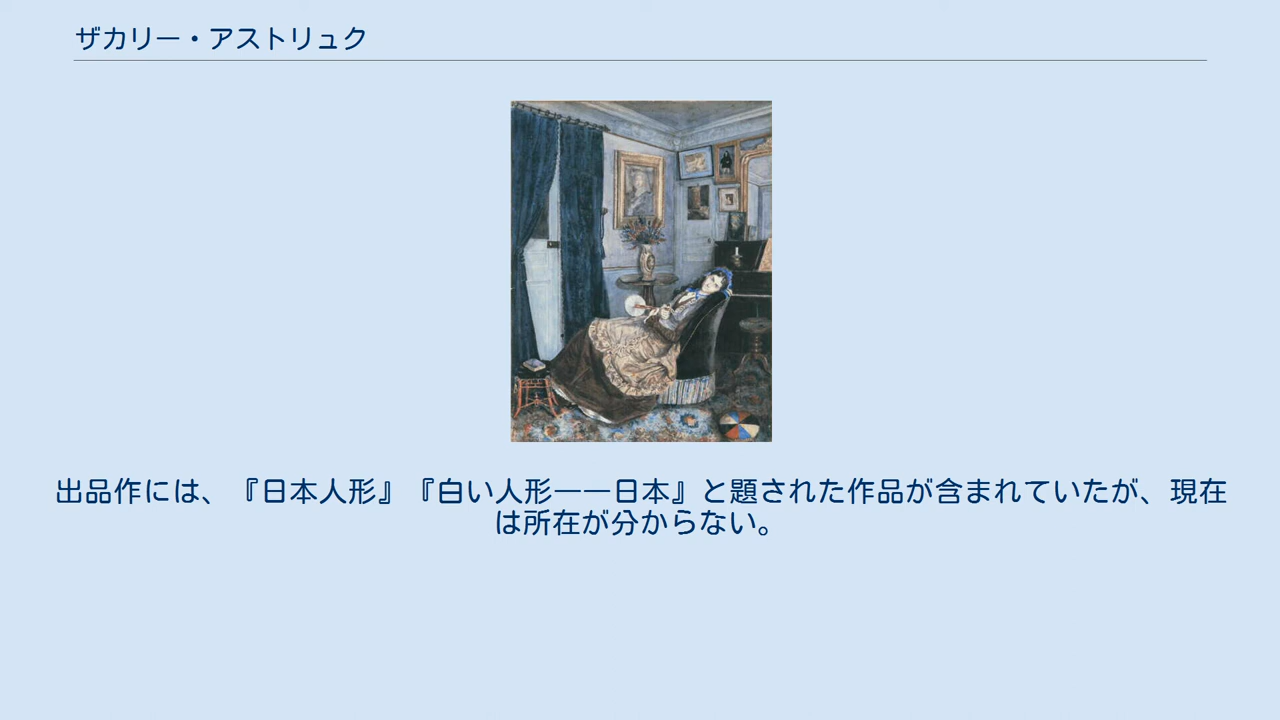 ザカリー・アストリュク
出品作には、『日本人形』『白い人形――日本』と題された作品が含まれていたが、現在
は所在が分からない。